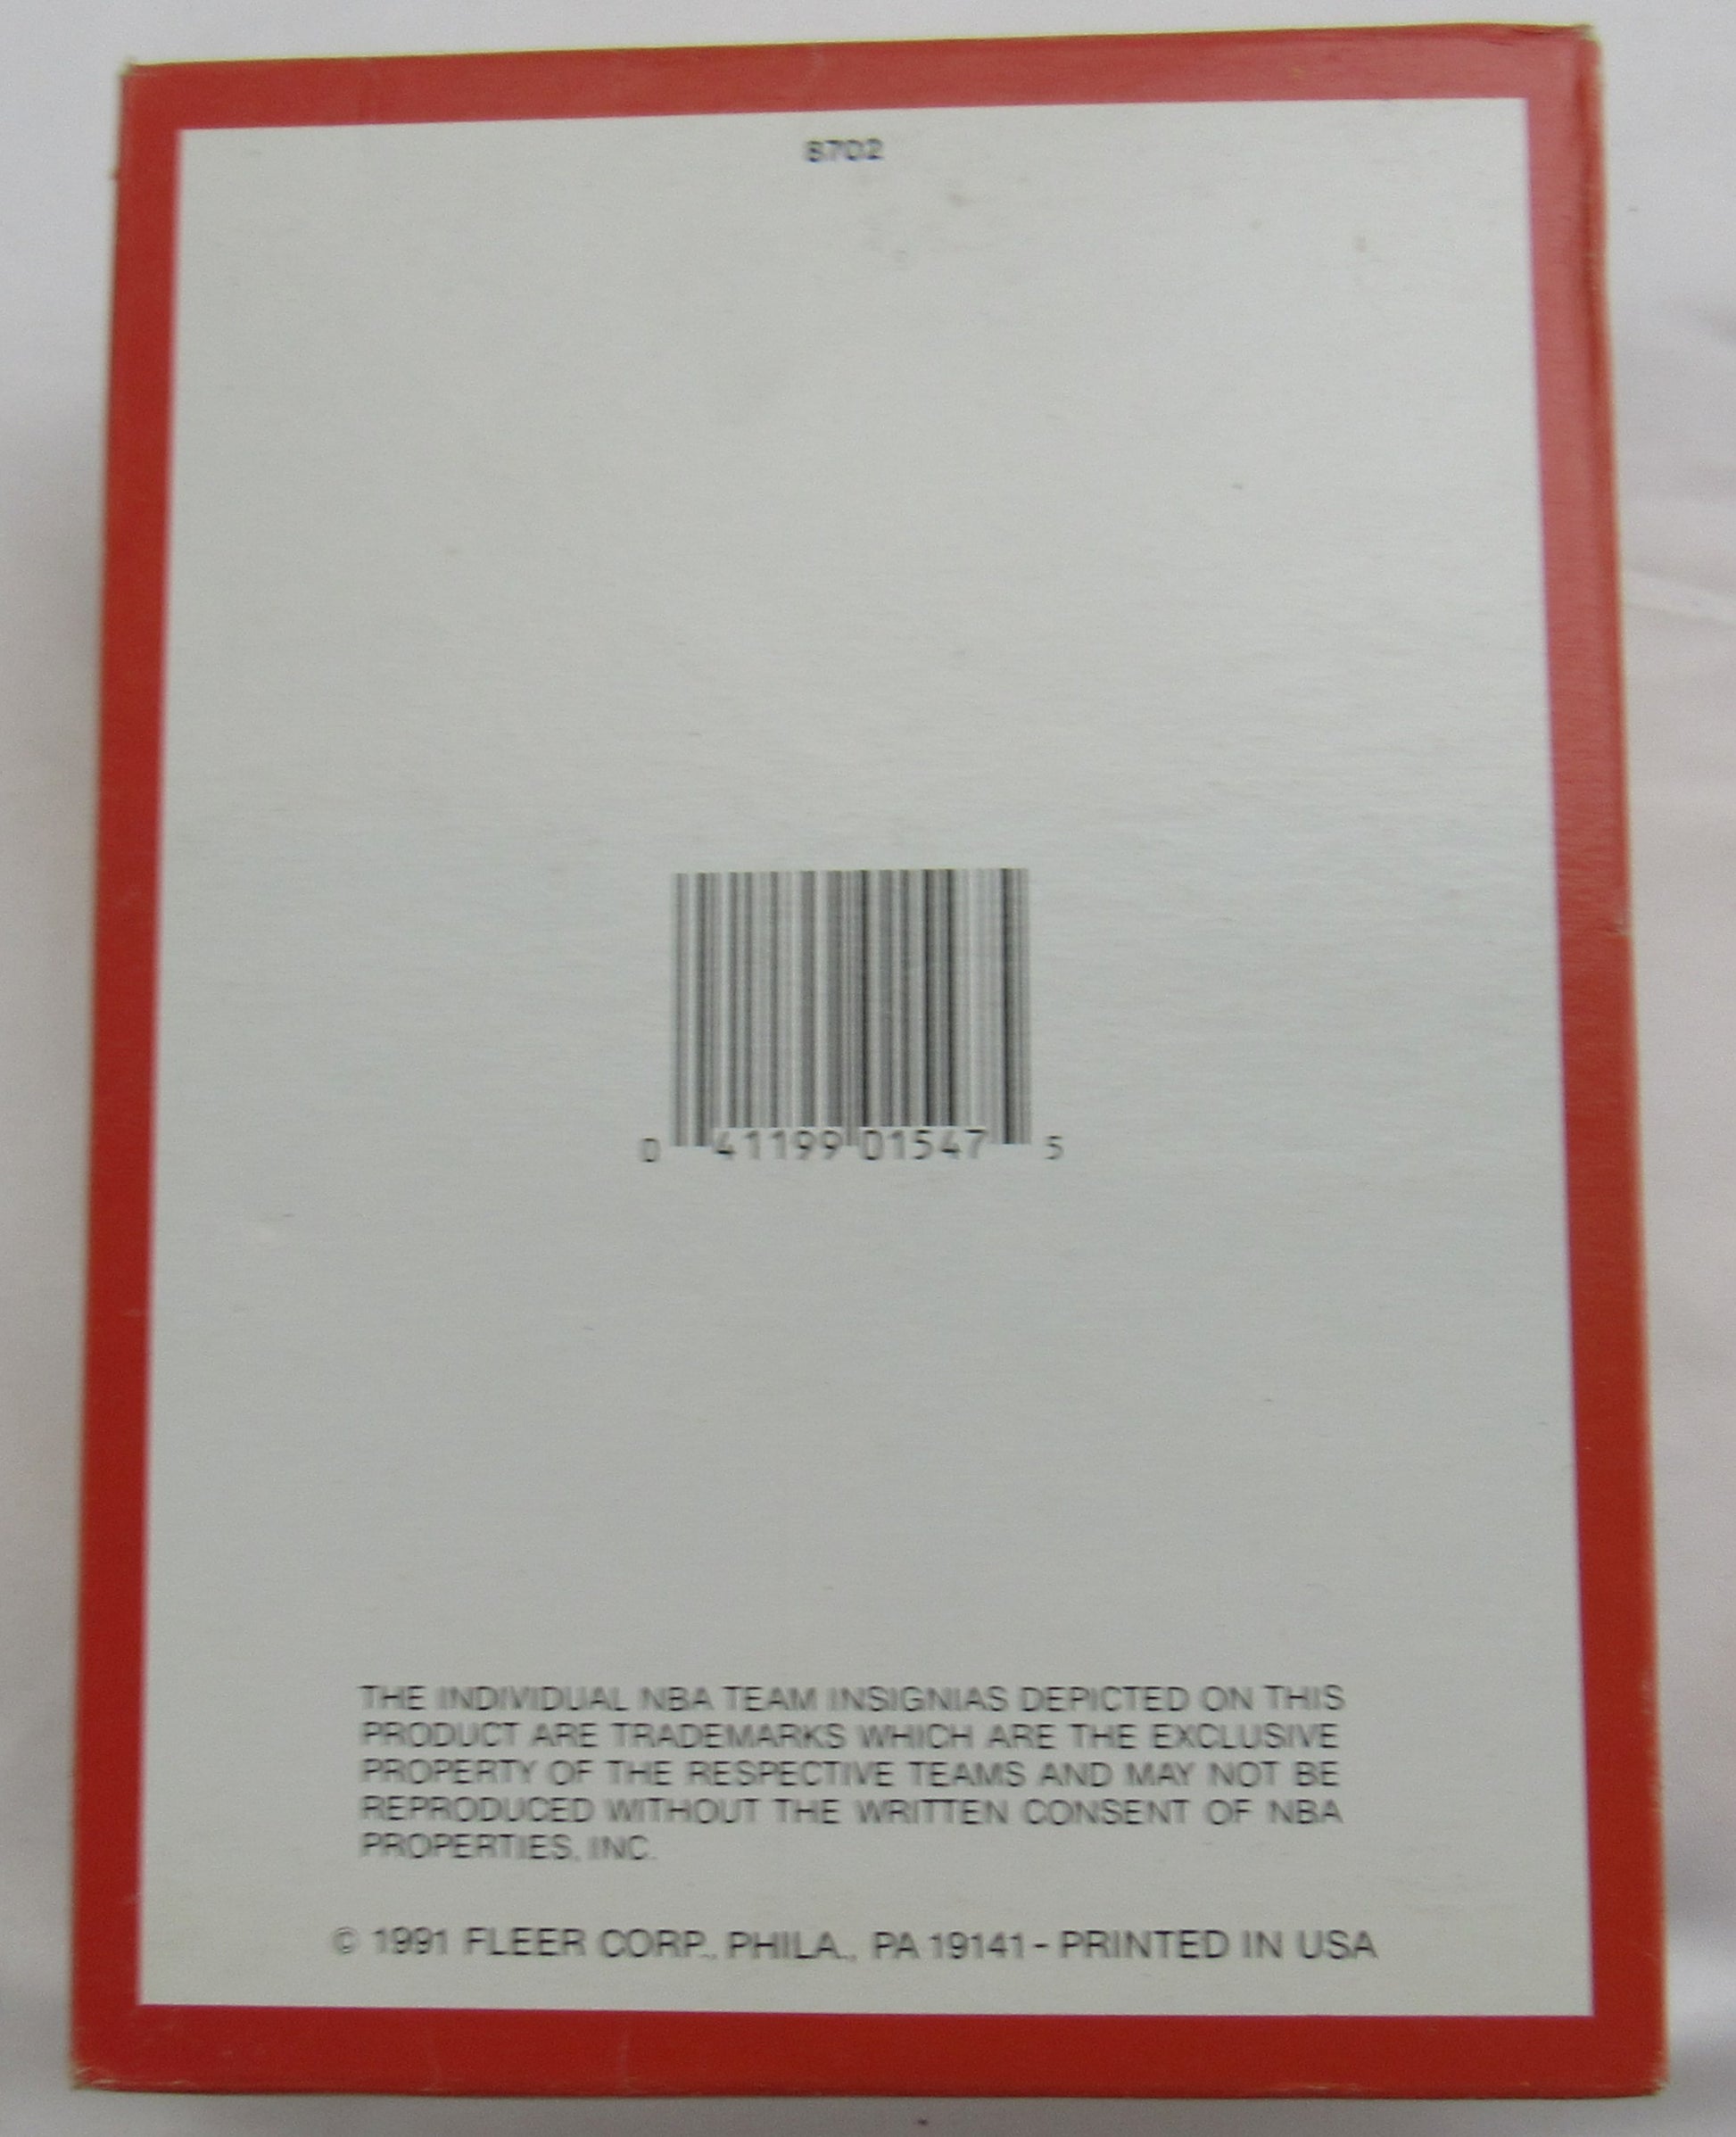 8702
0 41199 01547 5
THE INDIVIDUAL NBA TEAM INSIGNIAS DEPICTED ON THIS
PRODUCT ARE TRADEMARKS WHICH ARE THE EXCLUSIVE
PROPERTY OF THE RESPECTIVE TEAMS AND MAY NOT BE
REPRODUCED WITHOUT THE WRITTEN CONSENT OF NBA
PROPERTIES, INC.
© 1991 FLEER CORP., PHILA., PA 19141 - PRINTED IN USA